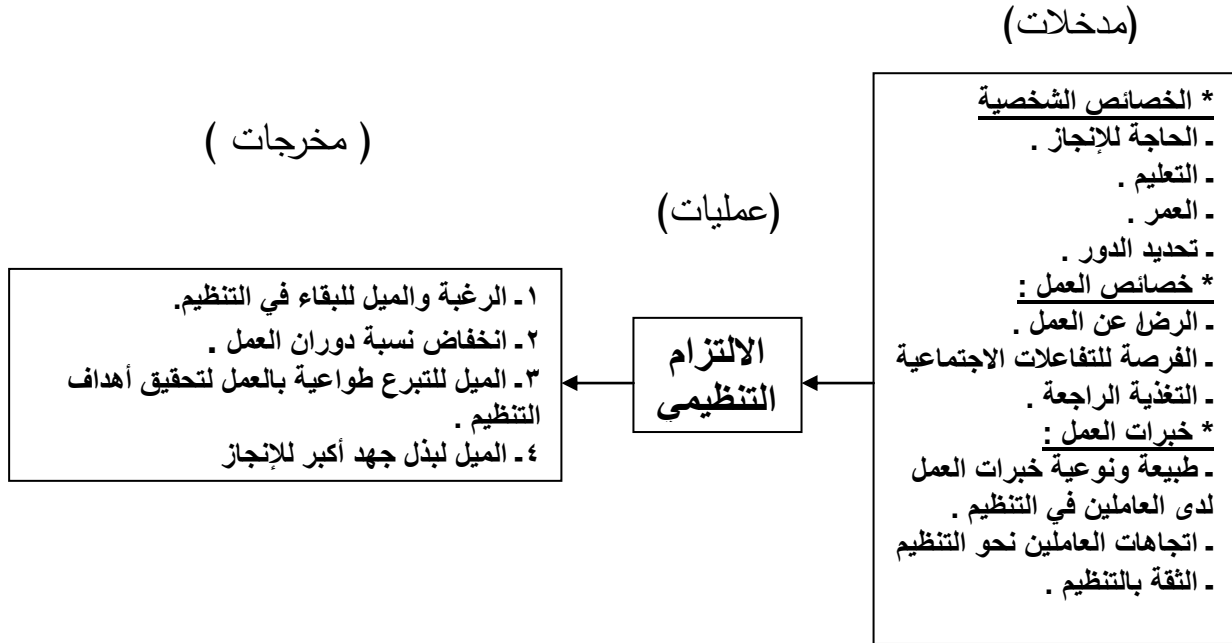 (مدخلات)
* الخصائص الشخصية
ـ الحاجة للإنجاز .
ـ التعليم .
ـ العمر .
ـ تحديد الدور .
* خصائص العمل :
ـ الرضا عن العمل .
ـ الفرصة للتفاعلات الاجتماعية
ـ التغذية الراجعة .
* خبرات العمل :
ـ طبيعة ونوعية خبرات العمل
لدى العاملين في التنظيم .
ـ اتجاهات العاملين نحو التنظيم
ـ الثقة بالتنظيم .
(عمليات)
الالتزام
التنظيمي
( مخرجات )
١ـ الرغبة والميل للبقاء في التنظيم.
٢ـ انخفاض نسبة دوران العمل .
٣ـ الميل للتبرع طواعية بالعمل لتحقيق أهداف
التنظيم .
٤ـ الميل لبذل جهد أكبر للإنجاز